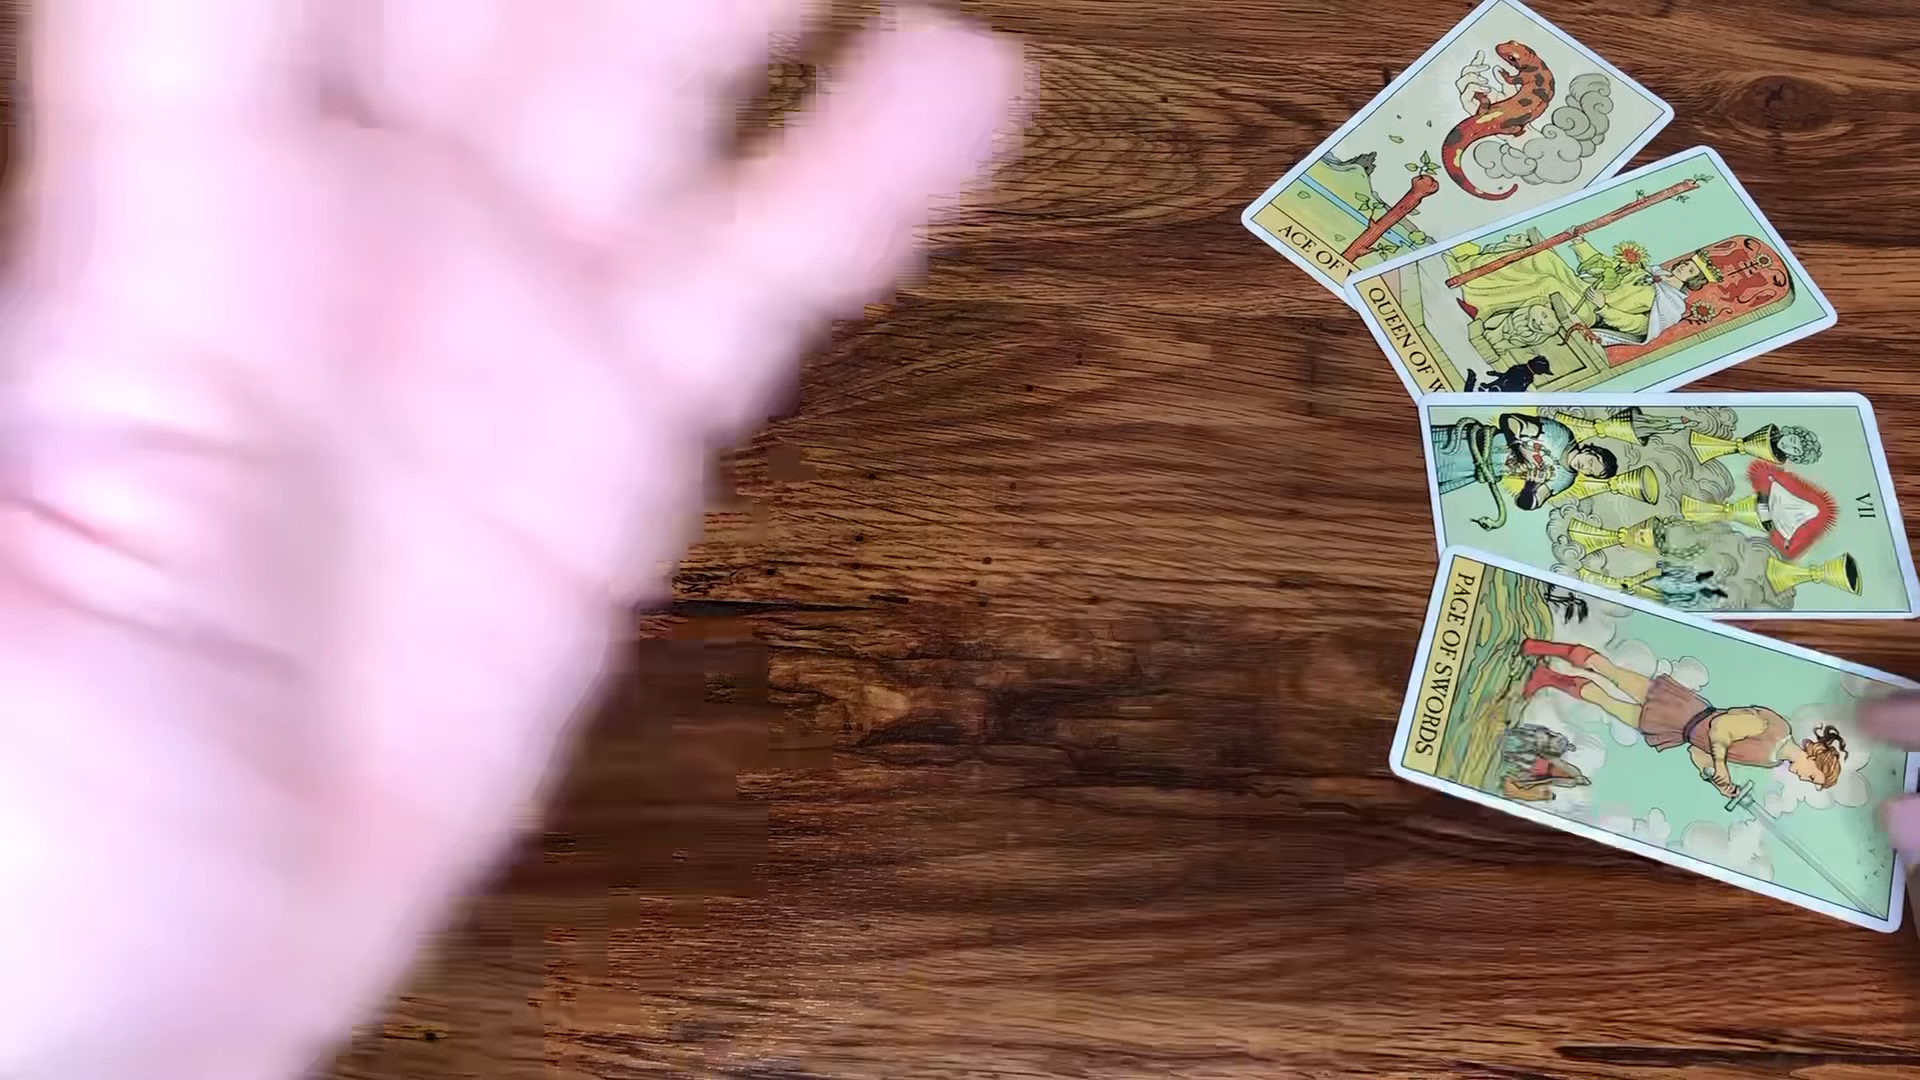 ACE OF
QUEEN OF W
VII
PAGE OF SWORDS